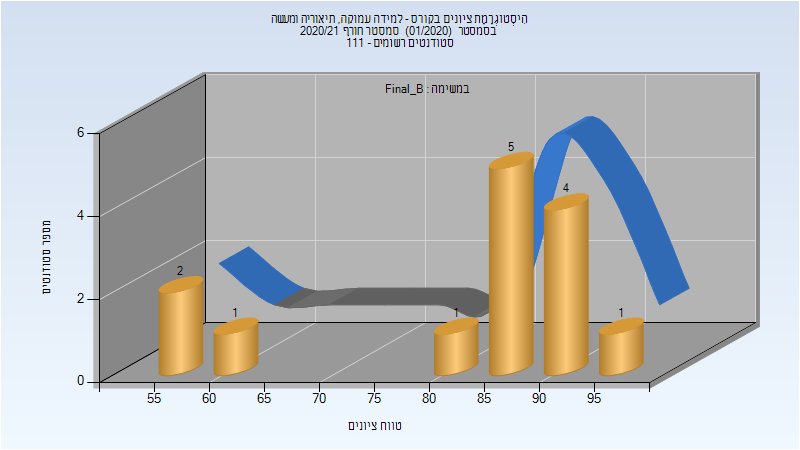 היסטוגרמת ציונים בקורס - למידה עמוקה, תיאוריה ומעשה
בסמסטר (01/2020) סמסטר חורף 2020/21
סטודנטים רשומים - 111
במשימה : Final_B
מספר סטודנטים
6
4
2
0
2
1
1
5
4
1
55 60 65 70 75 80 85 90 95
טווח ציונים